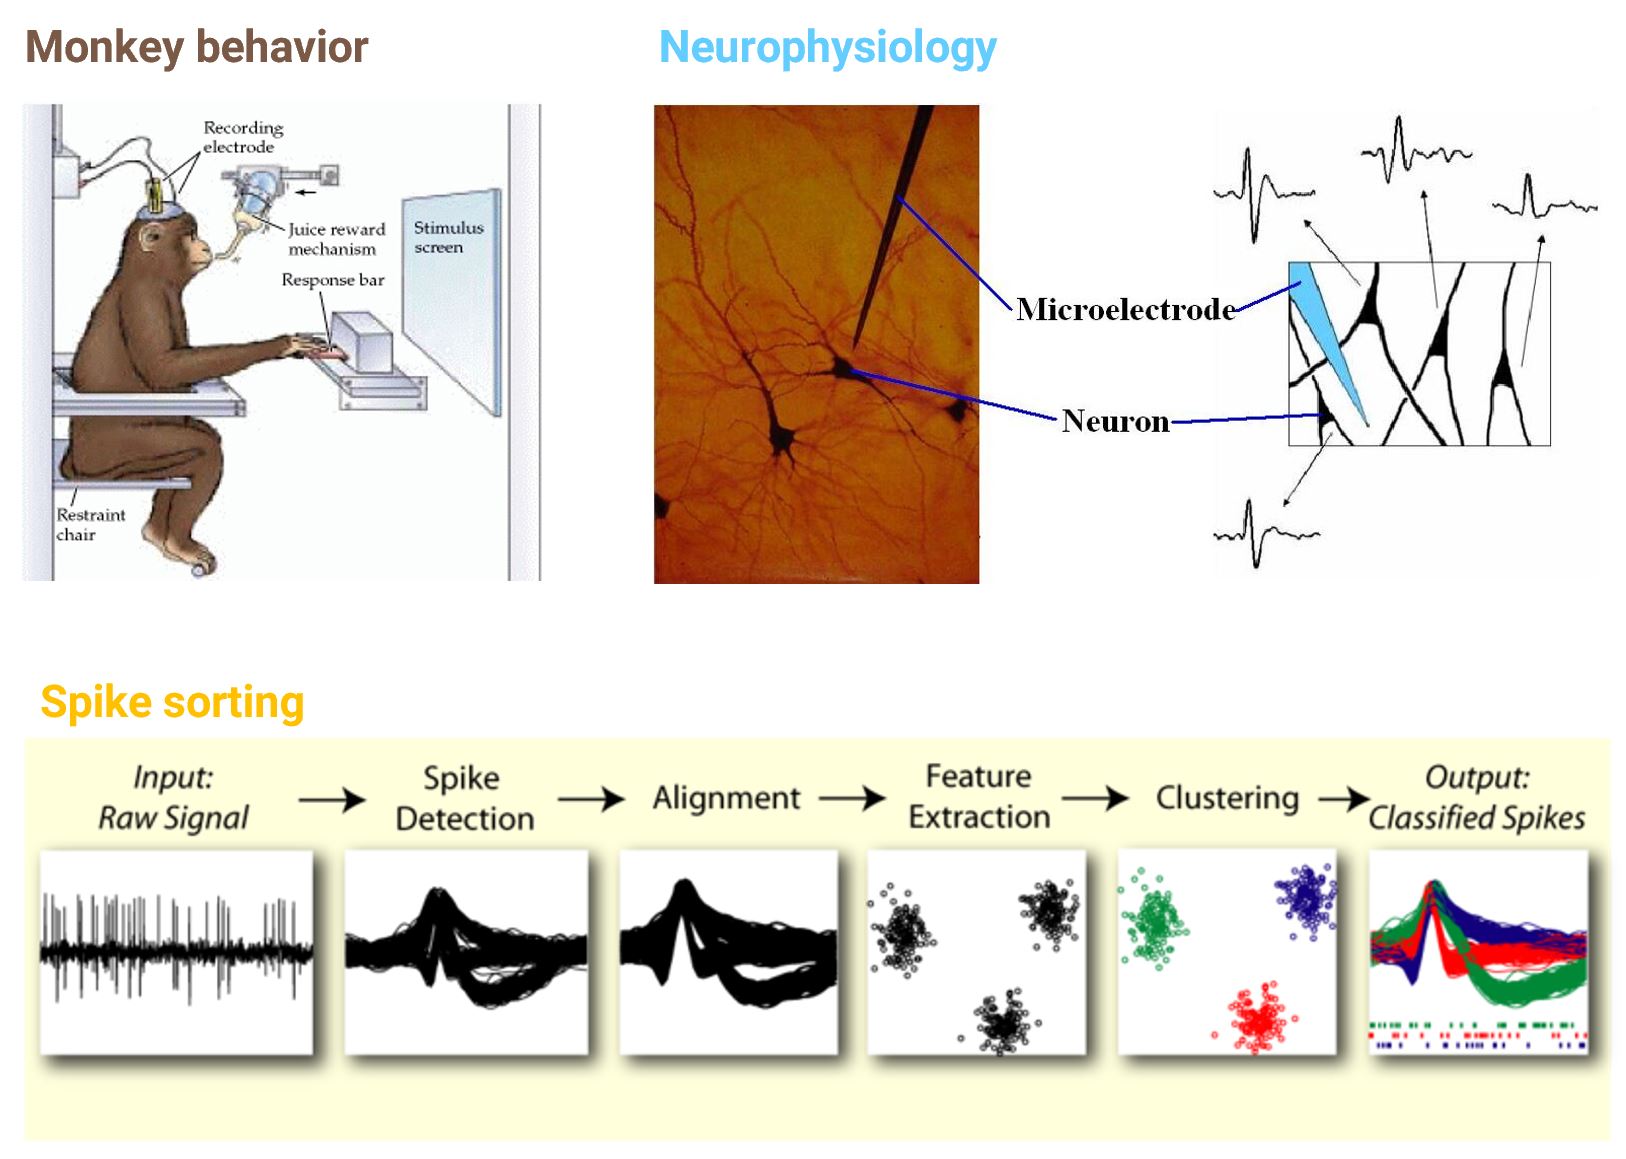 Monkey behavior
Recording
electrode
Juice reward
mechanism
Response bar
Stimulus
screen
Restraint
chair
Neurophysiology
Microelectrode
Neuron
Spike sorting
Input:
Raw Signal
Spike
Detection
Alignment
Feature
Extraction
Clustering
Output:
Classified Spikes